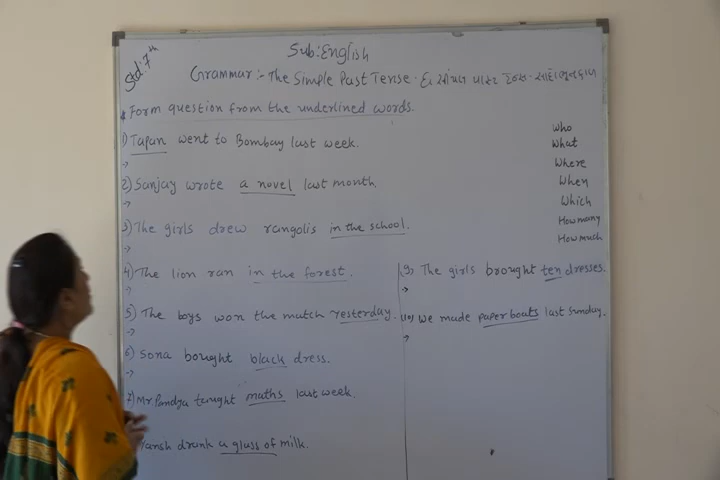 Std:7th
Sub:English
Grammar:- The Simple Past Tense.
* Form question from the underlined words.
1) Tapan went to Bombay last week.
→
2) Sanjay wrote a novel last month.
→
3) The girls drew rangolis in the school.
→
4) The lion ran in the forest.
→
5) The boys won the match yesterday.
→
6) Sona bought black dress.
→
7) Mr. Pandya taught maths last week.
drank a glass of milk.
Who
What
Where
When
Which
How many
How much
9) The girls brought ten dresses.
→
10) We made paper boats last Sunday.
→